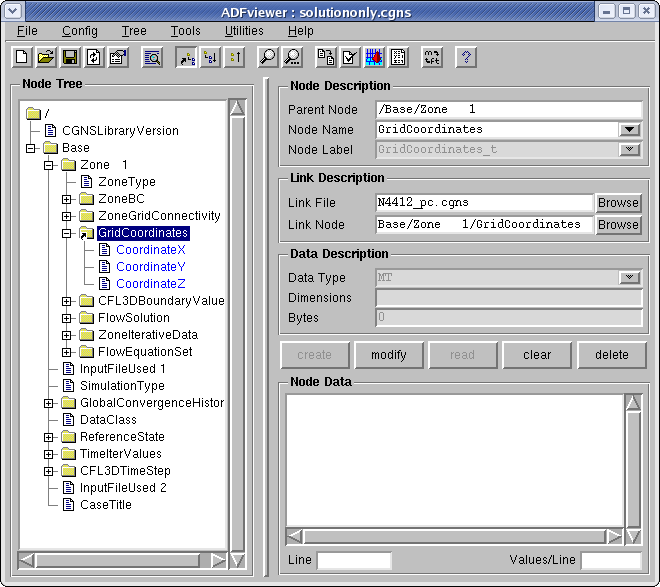 ADFviewer : solutiononly.cgns
File Config Tree Tools Utilities Help
Node Tree
/
CGNSLibraryVersion
Base
Zone 1
ZoneType
ZoneBC
ZoneGridConnectivity
GridCoordinates
CoordinateX
CoordinateY
CoordinateZ
CFL3DBoundaryValue
FlowSolution
ZoneIterativeData
FlowEquationSet
InputFileUsed 1
SimulationType
GlobalConvergenceHistor
DataClass
ReferenceState
TimeIterValues
CFL3DTimeStep
InputFileUsed 2
CaseTitle
Node Description
Parent Node /Base/Zone 1
Node Name GridCoordinates
Node Label GridCoordinates_t
Link Description
Link File N4412_pc.cgns Browse
Link Node Base/Zone 1/GridCoordinates Browse
Data Description
Data Type MT
Dimensions
Bytes 0
create modify read clear delete
Node Data
Line Values/Line